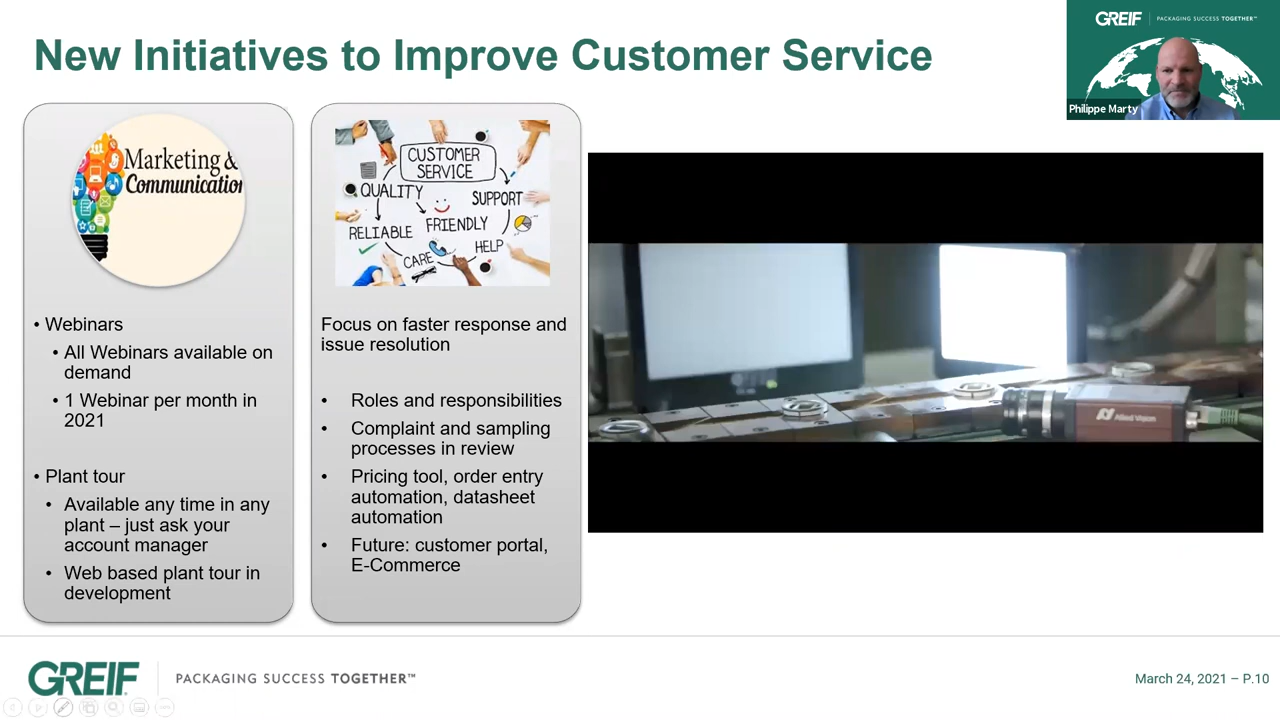 New Initiatives to Improve Customer Service
GREIF
PACKAGING SUCCESS TOGETHER™
Philippe Marty
Marketing &
Communication
• Webinars
• All Webinars available on
demand
• 1 Webinar per month in
2021
• Plant tour
• Available any time in any
plant – just ask your
account manager
• Web based plant tour in
development
CUSTOMER
SERVICE
QUALITY
SUPPORT
FRIENDLY
RELIABLE
HELP
CARE
Focus on faster response and
issue resolution
• Roles and responsibilities
• Complaint and sampling
processes in review
• Pricing tool, order entry
automation, datasheet
automation
• Future: customer portal,
E-Commerce
Allied Vision
GREIF
PACKAGING SUCCESS TOGETHER™
March 24, 2021 – P.10